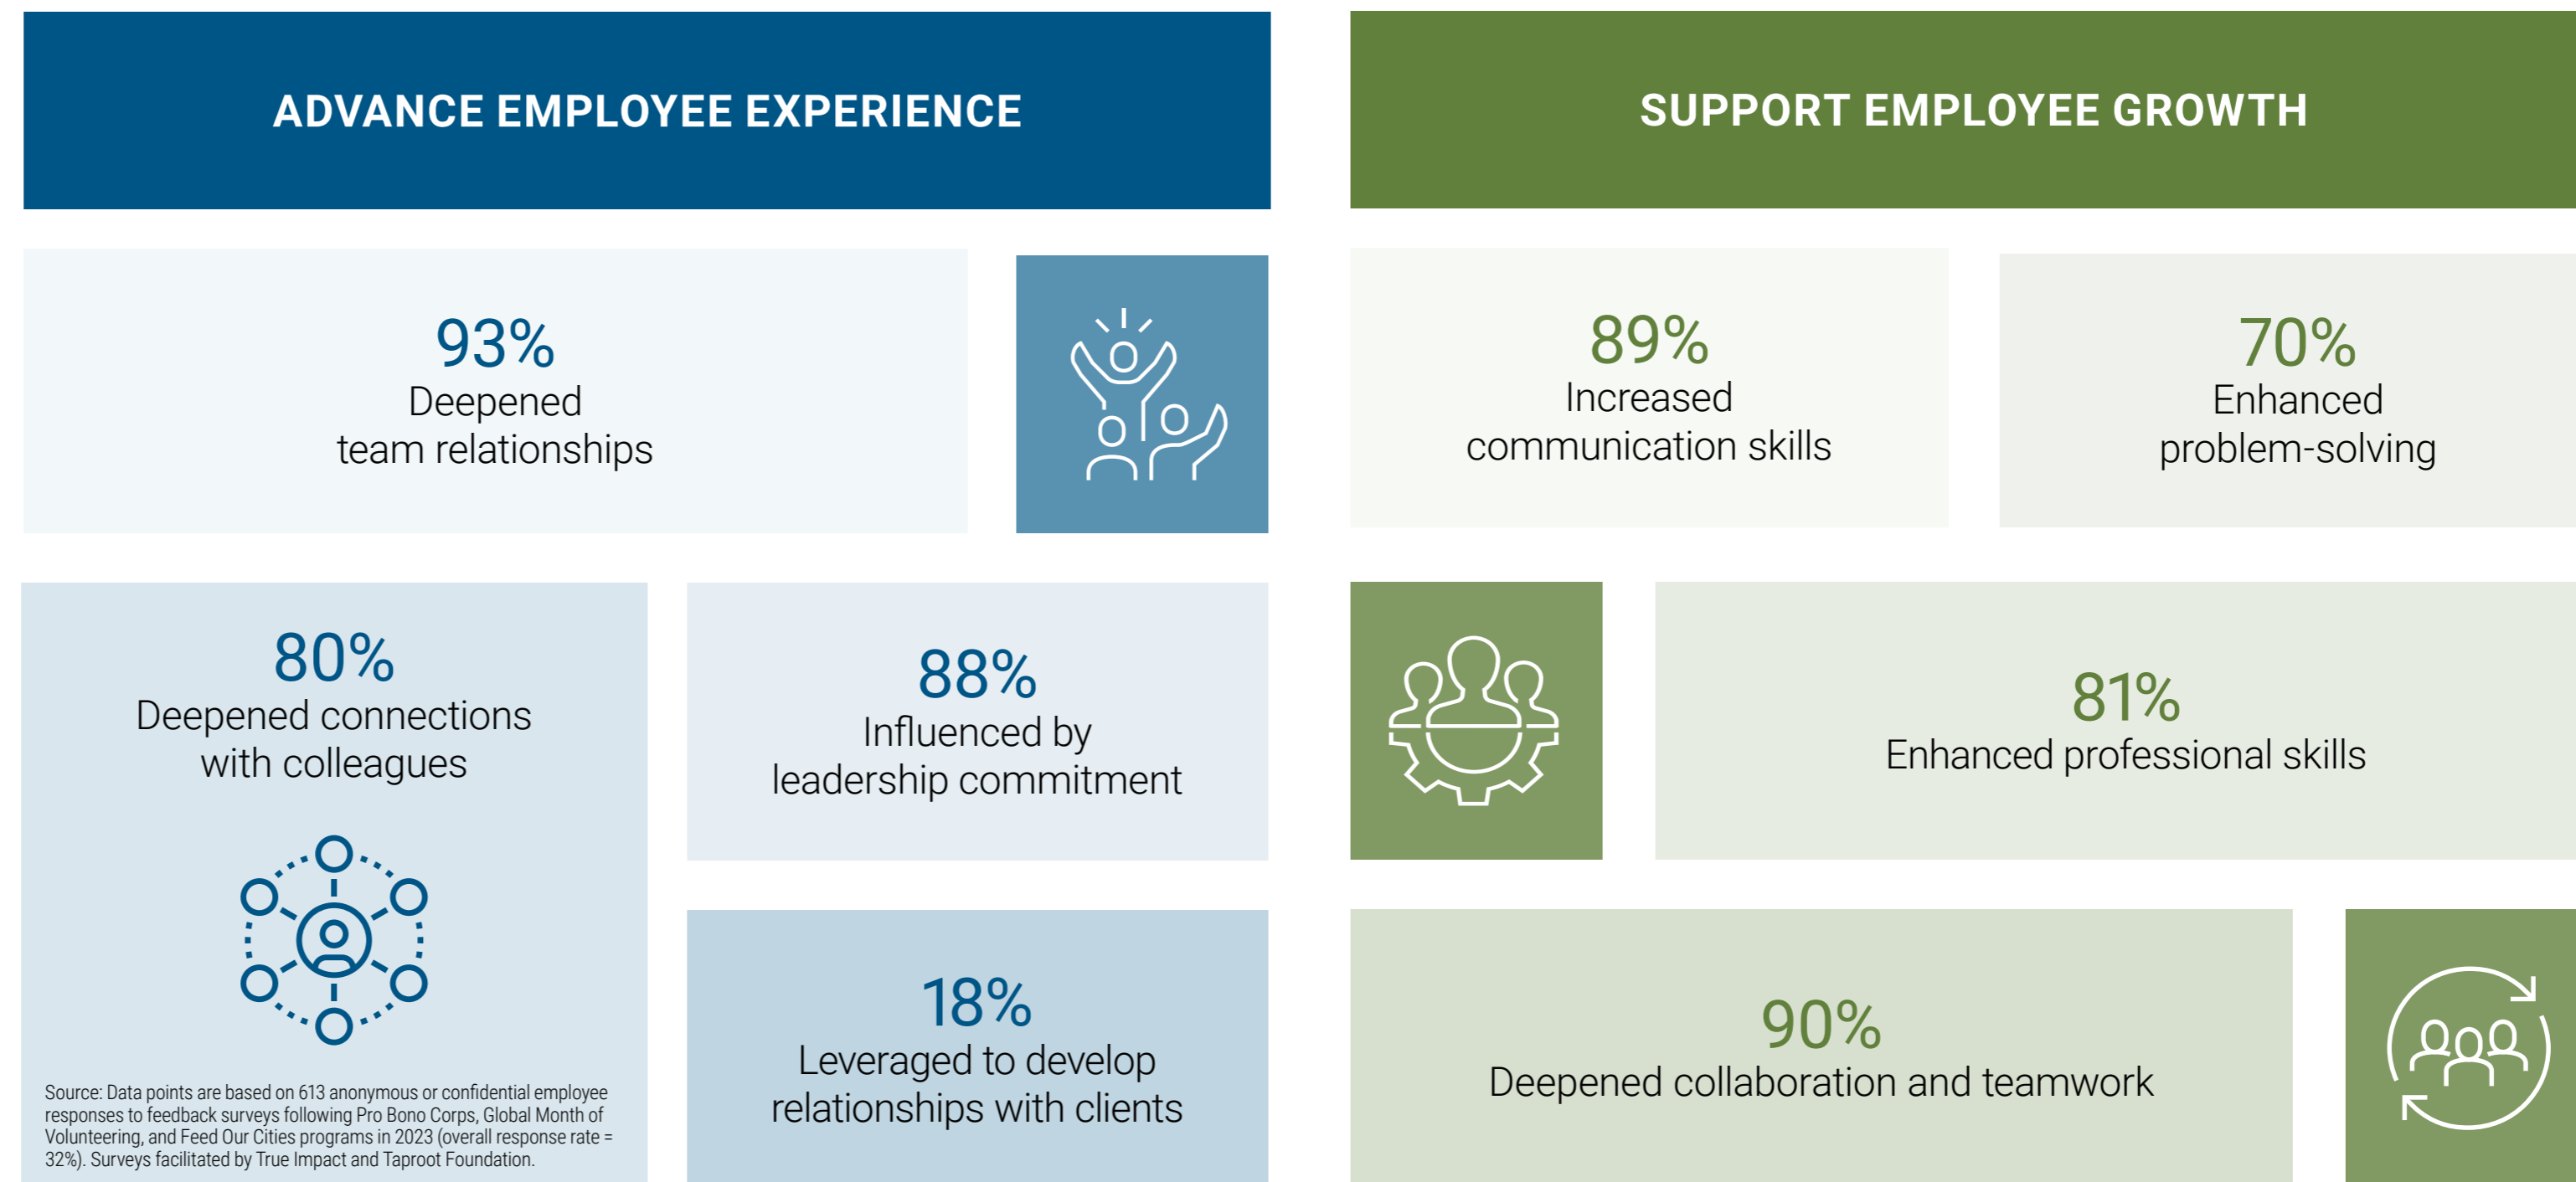 ADVANCE EMPLOYEE EXPERIENCE
93%
Deepened
team relationships
80%
Deepened connections
with colleagues
88%
Influenced by
leadership commitment
18%
Leveraged to develop
relationships with clients
Source: Data points are based on 613 anonymous or confidential employee
responses to feedback surveys following Pro Bono Corps, Global Month of
Volunteering, and Feed Our Cities programs in 2023 (overall response rate =
32%). Surveys facilitated by True Impact and Taproot Foundation.
SUPPORT EMPLOYEE GROWTH
89%
Increased
communication skills
70%
Enhanced
problem-solving
81%
Enhanced professional skills
90%
Deepened collaboration and teamwork